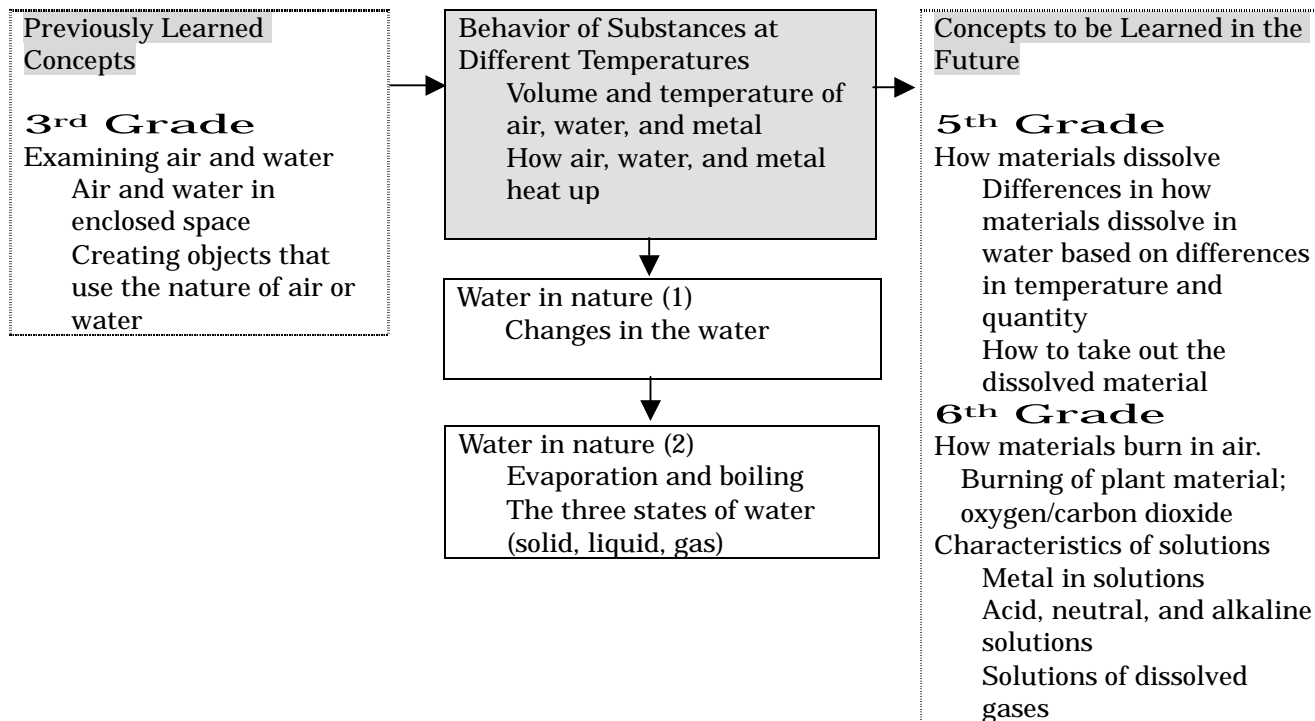 Previously Learned
Concepts
3rd Grade
Examining air and water
Air and water in
enclosed space
Creating objects that
use the nature of air or
water
Behavior of Substances at
Different Temperatures
Volume and temperature of
air, water, and metal
How air, water, and metal
heat up
Water in nature (1)
Changes in the water
Water in nature (2)
Evaporation and boiling
The three states of water
(solid, liquid, gas)
Concepts to be Learned in the
Future
5th Grade
How materials dissolve
Differences in how
materials dissolve in
water based on differences
in temperature and
quantity
How to take out the
dissolved material
6th Grade
How materials burn in air.
Burning of plant material;
oxygen/carbon dioxide
Characteristics of solutions
Metal in solutions
Acid, neutral, and alkaline
solutions
Solutions of dissolved
gases